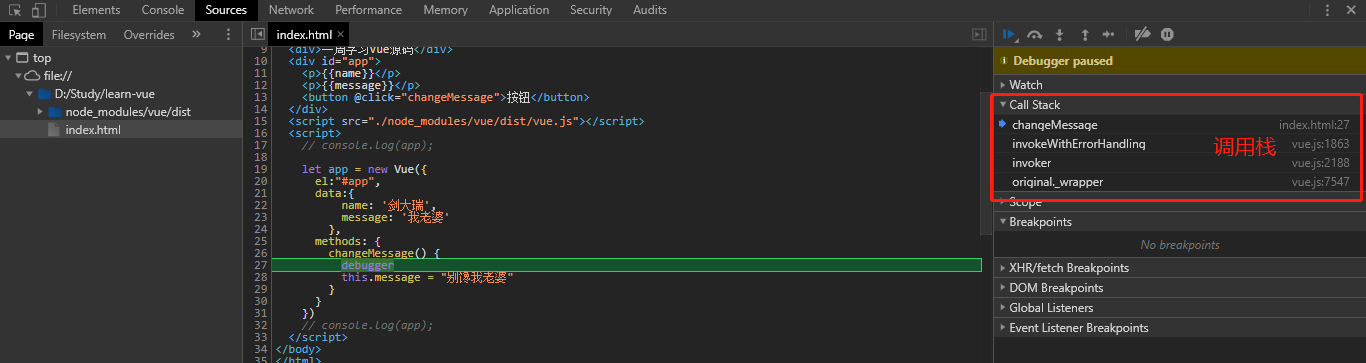 Elements Console Sources Network Performance Memory Application Security Audits
Page Filesystem Overrides »
top
file://
D:/Study/learn-vue
node_modules/vue/dist
index.html
index.html ×
9 <div>一周学习Vue源码</div>
10 <div id="app">
11 <p>{{name}}</p>
12 <p>{{message}}</p>
13 <button @click="changeMessage">按钮</button>
14 </div>
15 <script src="./node_modules/vue/dist/vue.js"></script>
16 <script>
17 // console.log(app);
18
19 let app = new Vue({
20 el:"#app",
21 data:{
22 name: '剑大瑞',
23 message: '我老婆'
24 },
25 methods: {
26 changeMessage() {
27 debugger
28 this.message = "别馋我老婆"
29 }
30 }
31 })
32 // console.log(app);
33 </script>
34 </body>
35 </html>
Debugger paused
Watch
Call Stack
changeMessage index.html:27
invokeWithErrorHandling vue.js:1863
invoker vue.js:2188
original._wrapper vue.js:7547
调用栈
Scope
Breakpoints
No breakpoints
XHR/fetch Breakpoints
DOM Breakpoints
Global Listeners
Event Listener Breakpoints